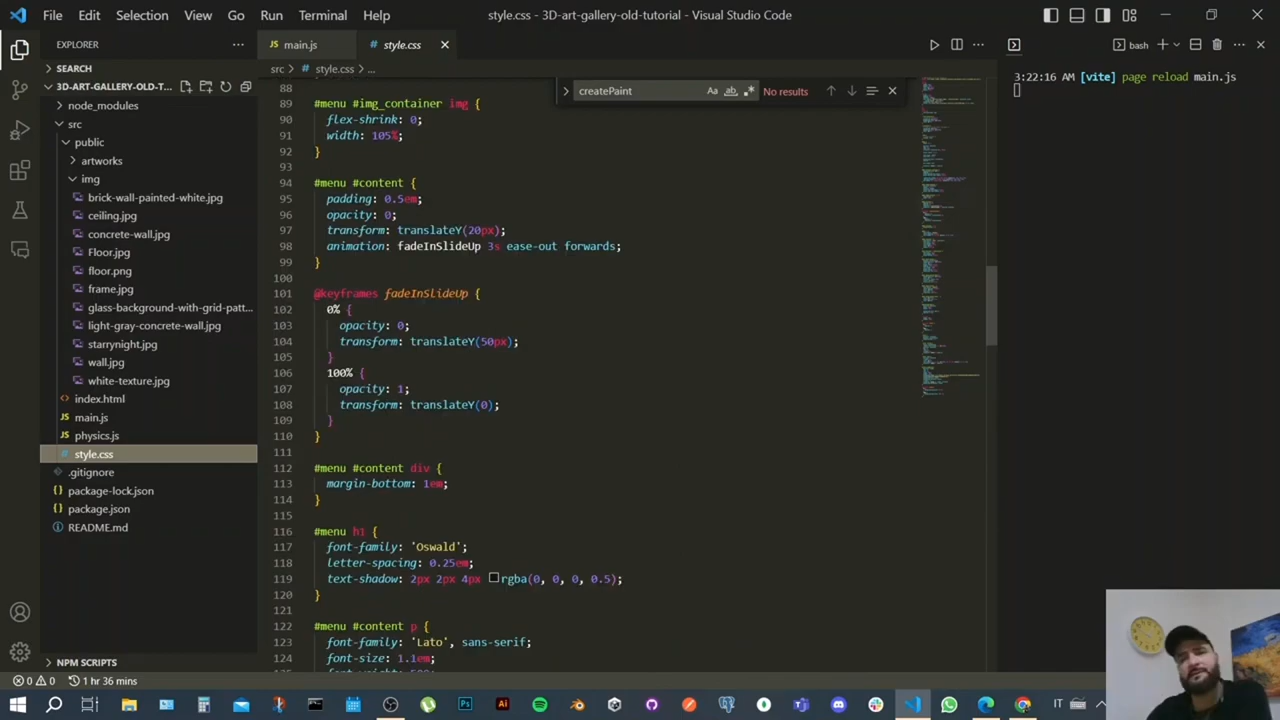 File Edit Selection View Go Run Terminal Help
style.css - 3D-art-gallery-old-tutorial - Visual Studio Code
EXPLORER
SEARCH
3D-ART-GALLERY-OLD-T...
node_modules
src
public
artworks
img
brick-wall-painted-white.jpg
ceiling.jpg
concrete-wall.jpg
Floor.jpg
floor.png
frame.jpg
glass-background-with-grid-patt...
light-gray-concrete-wall.jpg
starrynight.jpg
wall.jpg
white-texture.jpg
index.html
main.js
physics.js
style.css
.gitignore
package-lock.json
package.json
README.md
NPM SCRIPTS
main.js
style.css
src > style.css > ...
createPaint
No results
88
89 #menu #img_container img {
90 flex-shrink: 0;
91 width: 105%;
92 }
93
94 #menu #content {
95 padding: 0.5em;
96 opacity: 0;
97 transform: translateY(20px);
98 animation: fadeInSlideUp 3s ease-out forwards;
99 }
100
101 @keyframes fadeInSlideUp {
102 0% {
103 opacity: 0;
104 transform: translateY(50px);
105 }
106 100% {
107 opacity: 1;
108 transform: translateY(0);
109 }
110 }
111
112 #menu #content div {
113 margin-bottom: 1em;
114 }
115
116 #menu h1 {
117 font-family: 'Oswald';
118 letter-spacing: 0.25em;
119 text-shadow: 2px 2px 4px rgba(0, 0, 0, 0.5);
120 }
121
122 #menu #content p {
123 font-family: 'Lato', sans-serif;
124 font-size: 1.1em;
bash
3:22:16 AM [vite] page reload main.js
0 0 1 hr 36 mins
IT